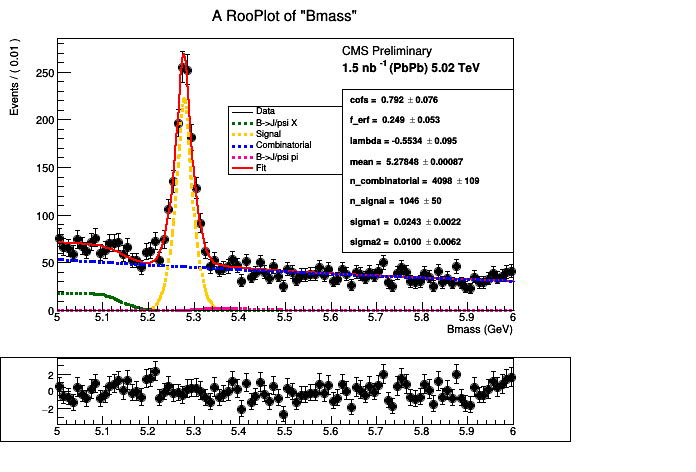 A RooPlot of "Bmass"
Events / ( 0.01 )
CMS Preliminary
1.5 nb⁻¹ (PbPb) 5.02 TeV
Data
B->J/psi X
Signal
Combinatorial
B->J/psi pi
Fit
cofs = 0.792 ± 0.076
f_erf = 0.249 ± 0.053
lambda = -0.5534 ± 0.095
mean = 5.27848 ± 0.00087
n_combinatorial = 4098 ± 109
n_signal = 1046 ± 50
sigma1 = 0.0243 ± 0.0022
sigma2 = 0.0100 ± 0.0062
250
200
150
100
50
0
5 5.1 5.2 5.3 5.4 5.5 5.6 5.7 5.8 5.9 6
Bmass (GeV)
2
0
−2
5 5.1 5.2 5.3 5.4 5.5 5.6 5.7 5.8 5.9 6